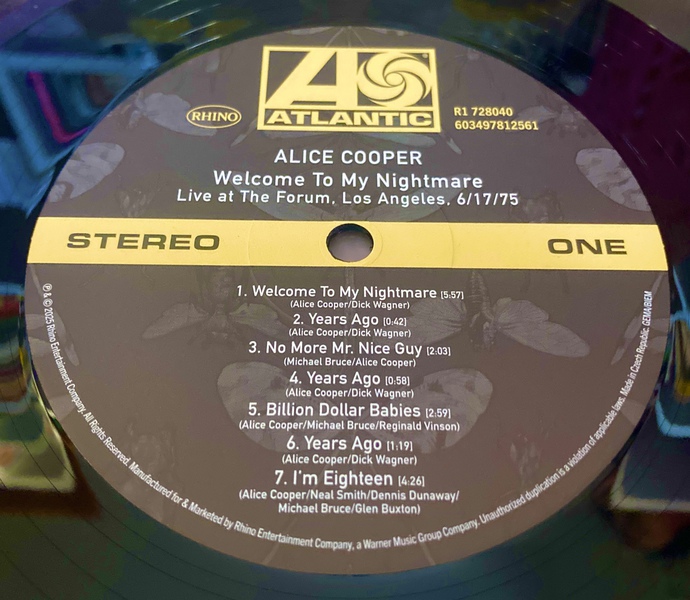 ATLANTIC
RHINO
R1 728040
603497812561
ALICE COOPER
Welcome To My Nightmare
Live at The Forum, Los Angeles, 6/17/75
STEREO ONE
1. Welcome To My Nightmare [5:57]
(Alice Cooper/Dick Wagner)
2. Years Ago [0:42]
(Alice Cooper/Dick Wagner)
3. No More Mr. Nice Guy [2:03]
(Michael Bruce/Alice Cooper)
4. Years Ago [0:58]
(Alice Cooper/Dick Wagner)
5. Billion Dollar Babies [2:59]
(Alice Cooper/Michael Bruce/Reginald Vinson)
6. Years Ago [1:19]
(Alice Cooper/Dick Wagner)
7. I'm Eighteen [4:26]
(Alice Cooper/Neal Smith/Dennis Dunaway/
Michael Bruce/Glen Buxton)
℗ & © 2025 Rhino Entertainment Company. All Rights Reserved. Manufactured for & Marketed by Rhino Entertainment Company, a Warner Music Group Company. Unauthorized duplication is a violation of applicable laws. Made in Czech Republic. GEMA/BIEM